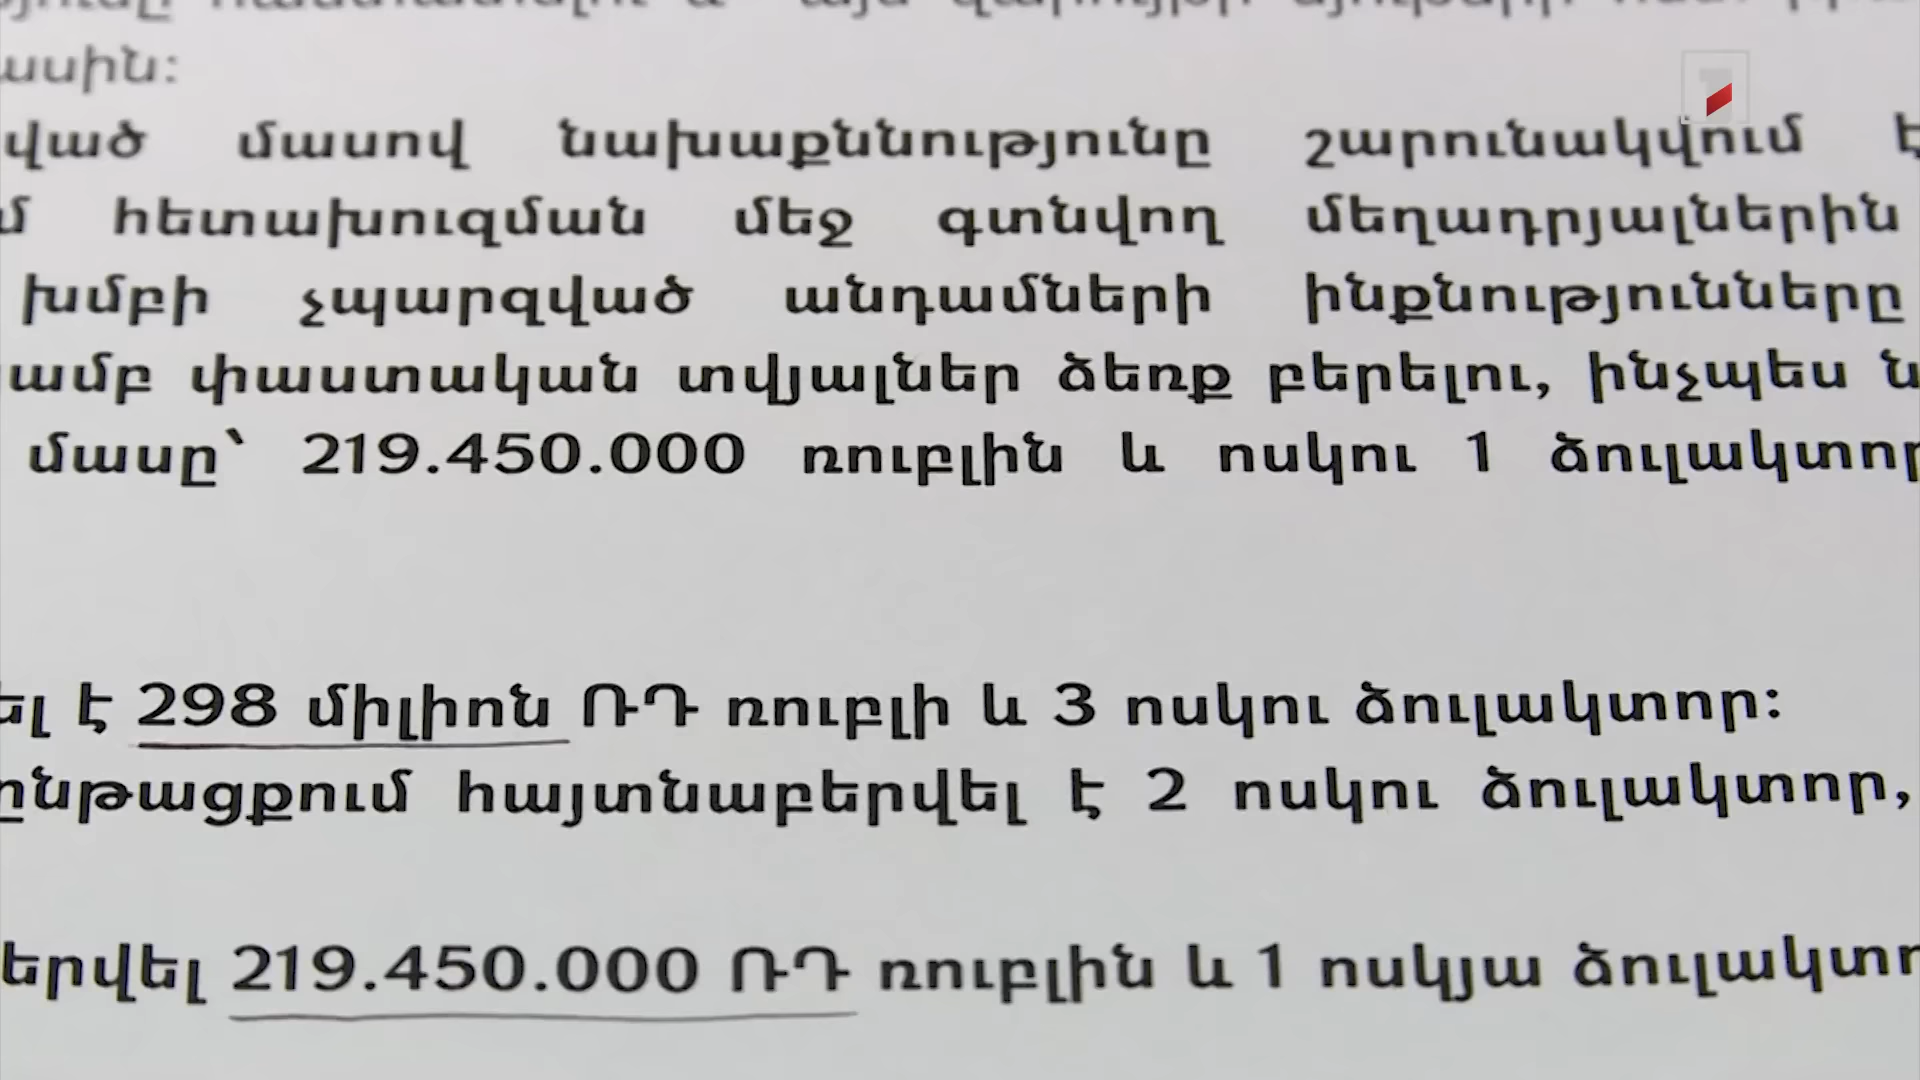 ասին:
ված մասով նախաքննությունը շարունակվում է
մ հետախուզման մեջ գտնվող մեղադրյալներին
խմբի չպարզված անդամների ինքնությունները
ամբ փաստական տվյալներ ձեռք բերելու, ինչպես ն
մասը՝ 219.450.000 ռուբլին և ոսկու 1 ձուլակտոր
ել է 298 միլիոն ՌԴ ռուբլի և 3 ոսկու ձուլակտոր:
ընթացքում հայտնաբերվել է 2 ոսկու ձուլակտոր,
երվել 219.450.000 ՌԴ ռուբլին և 1 ոսկյա ձուլակտո